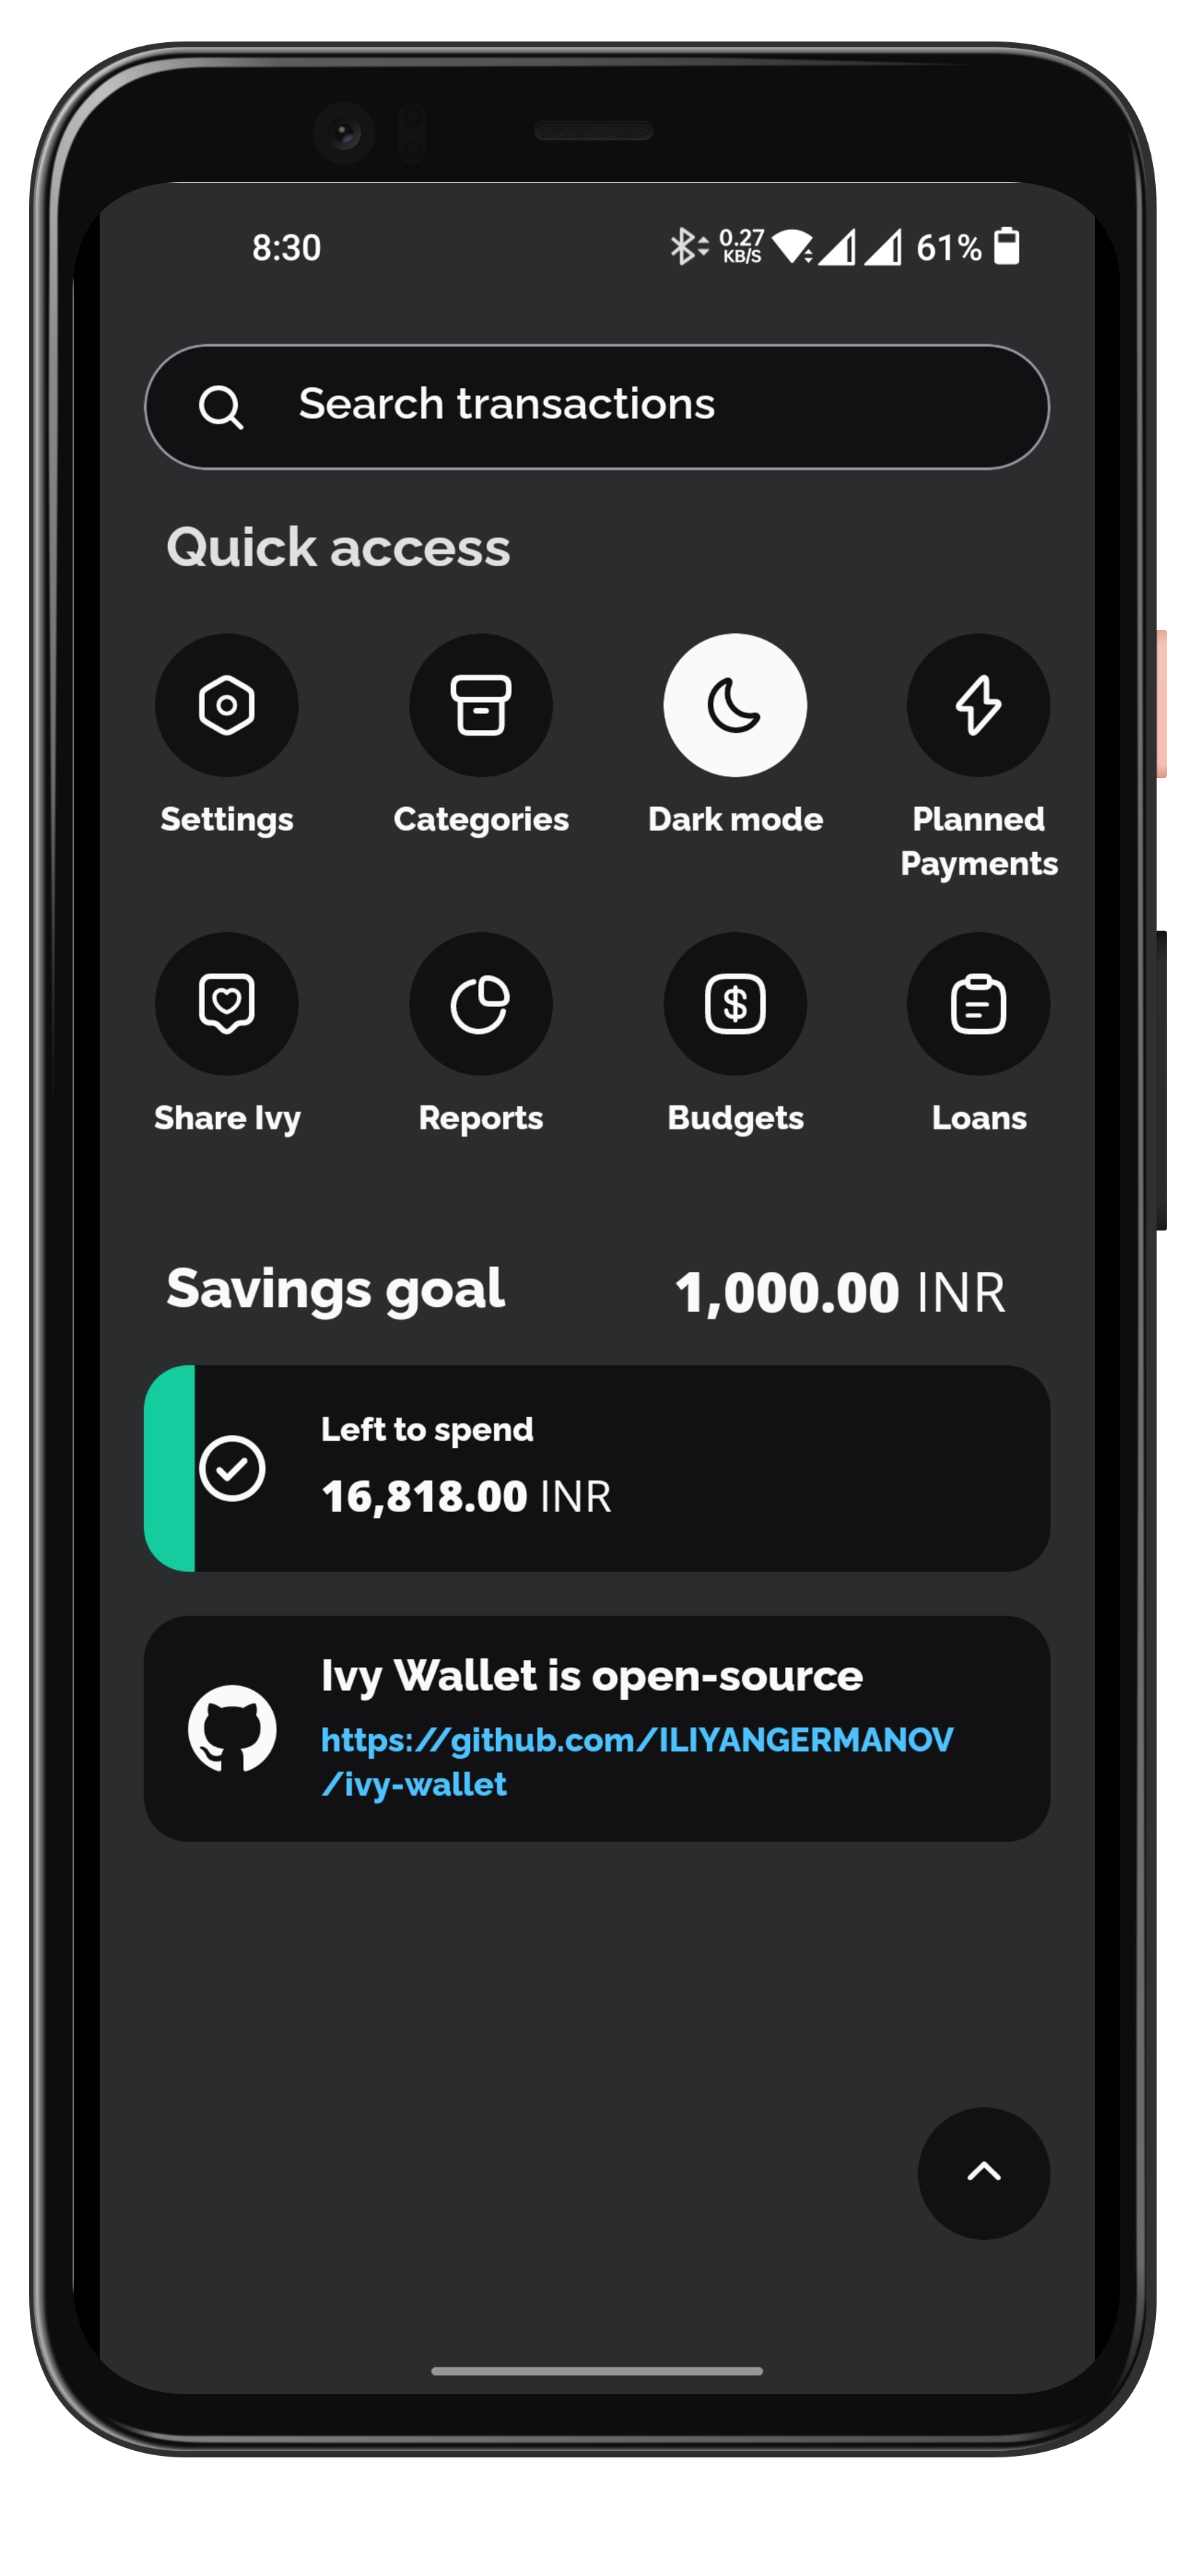 8:30
0.27
KB/S
61%
Search transactions
Quick access
Settings
Categories
Dark mode
Planned
Payments
Share Ivy
Reports
Budgets
Loans
Savings goal
1,000.00 INR
Left to spend
16,818.00 INR
Ivy Wallet is open-source
https://github.com/ILIYANGERMANOV
/ivy-wallet